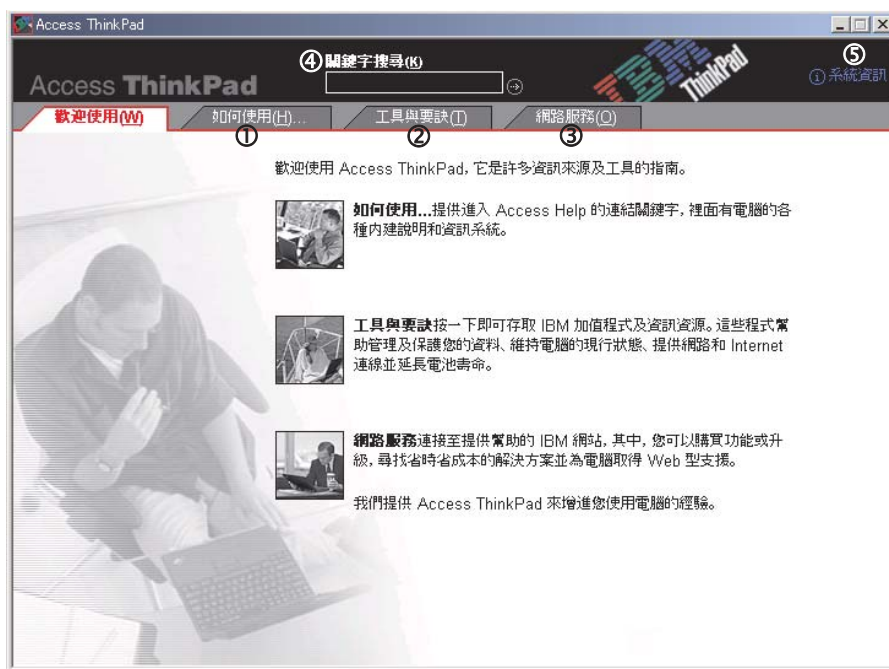 Access ThinkPad
④ 關鍵字搜尋(K)
⑤
Access ThinkPad
IBM ThinkPad
ⓘ 系統資訊
歡迎使用(W) 如何使用(H)... 工具與要訣(T) 網路服務(O)
① ② ③
歡迎使用 Access ThinkPad, 它是許多資訊來源及工具的指南。
如何使用...提供進入 Access Help 的連結關鍵字, 裡面有電腦的各
種內建說明和資訊系統。
工具與要訣按一下即可存取 IBM 加值程式及資訊資源。這些程式幫
助管理及保護您的資料、維持電腦的現行狀態、提供網路和 Internet
連線並延長電池壽命。
網路服務連接至提供幫助的 IBM 網站, 其中, 您可以購買功能或升
級, 尋找省時省成本的解決方案並為電腦取得 Web 型支援。
我們提供 Access ThinkPad 來增進您使用電腦的經驗。